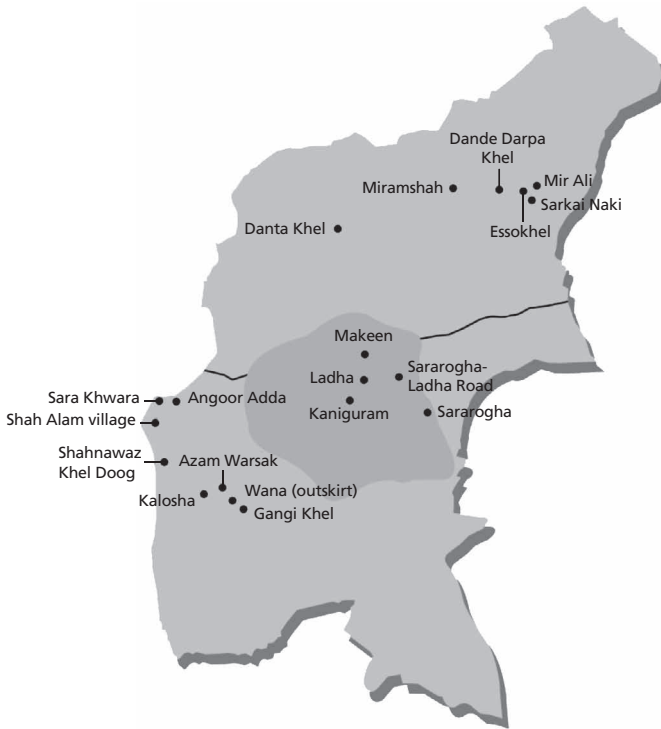 Dande Darpa
Khel
Miramshah
Mir Ali
Sarkai Naki
Essokhel
Danta Khel
Makeen
Ladha
Sararogha-
Ladha Road
Kaniguram
Sararogha
Sara Khwara
Angoor Adda
Shah Alam village
Shahnawaz
Khel Doog
Azam Warsak
Kalosha
Wana (outskirt)
Gangi Khel